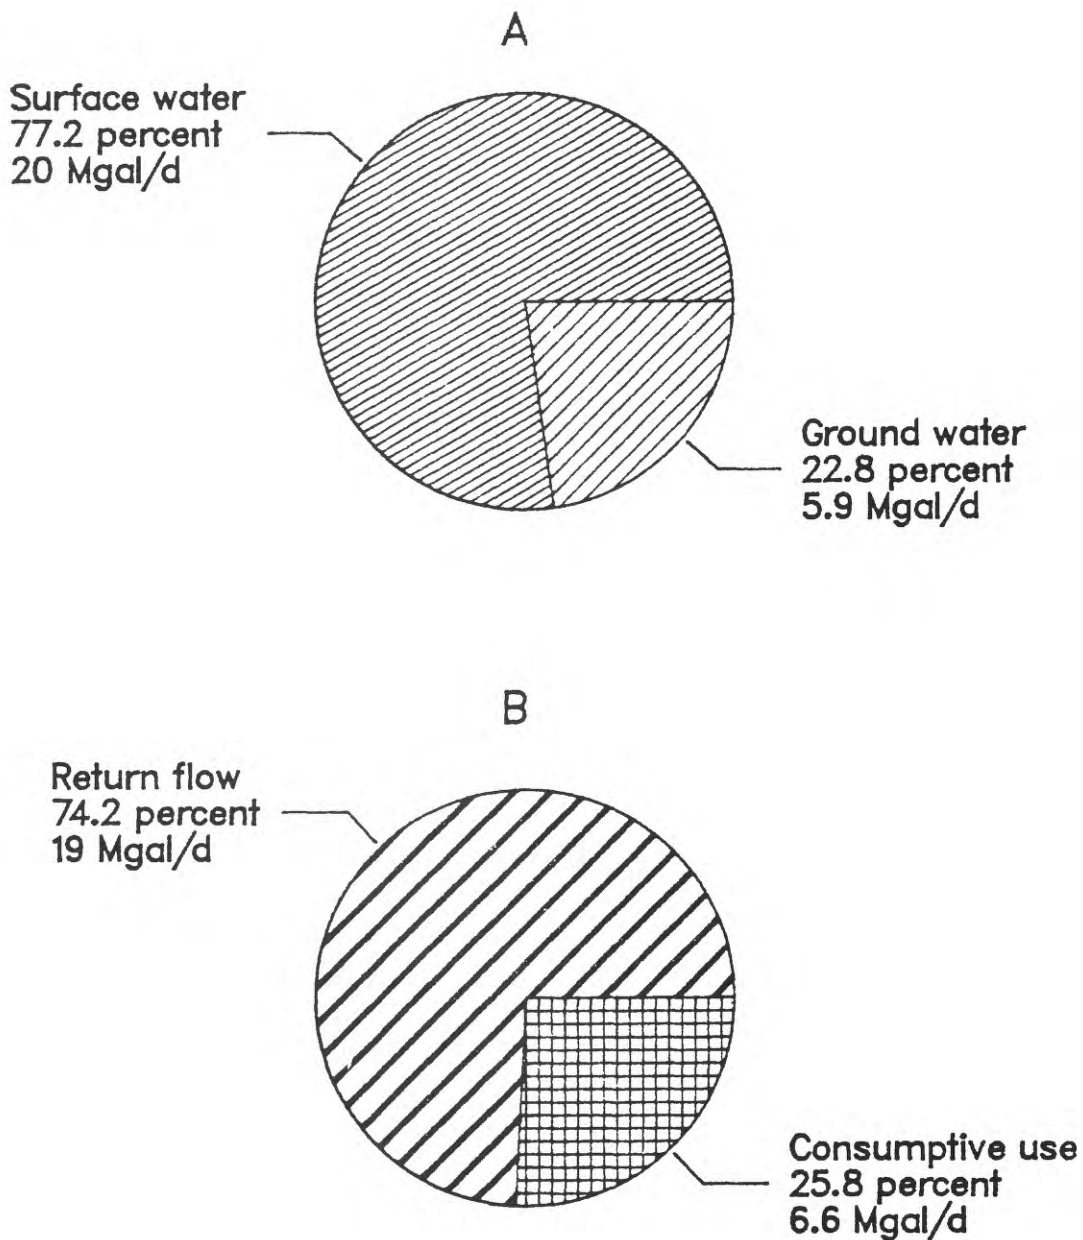 A
Surface water
77.2 percent
20 Mgal/d
Ground water
22.8 percent
5.9 Mgal/d
B
Return flow
74.2 percent
19 Mgal/d
Consumptive use
25.8 percent
6.6 Mgal/d